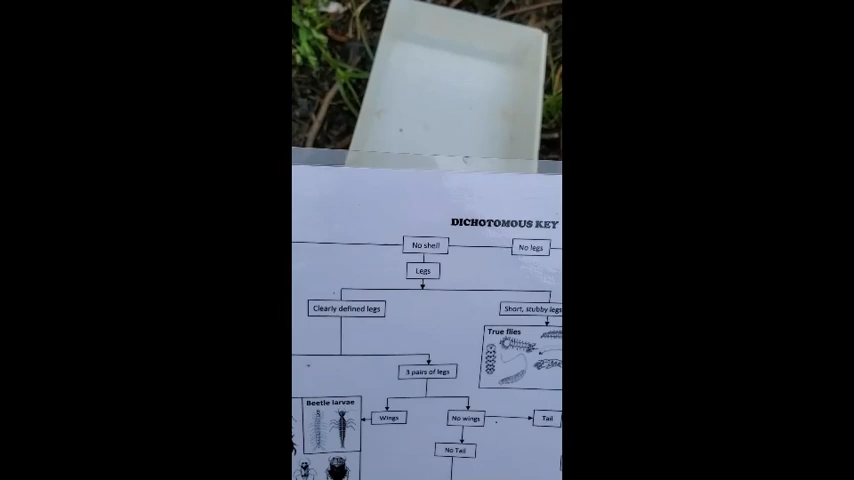 DICHOTOMOUS KEY
No shell
No legs
Legs
Clearly defined legs
Short, stubby legs
True flies
3 pairs of legs
Beetle larvae
Wings
No wings
Tail
No Tail